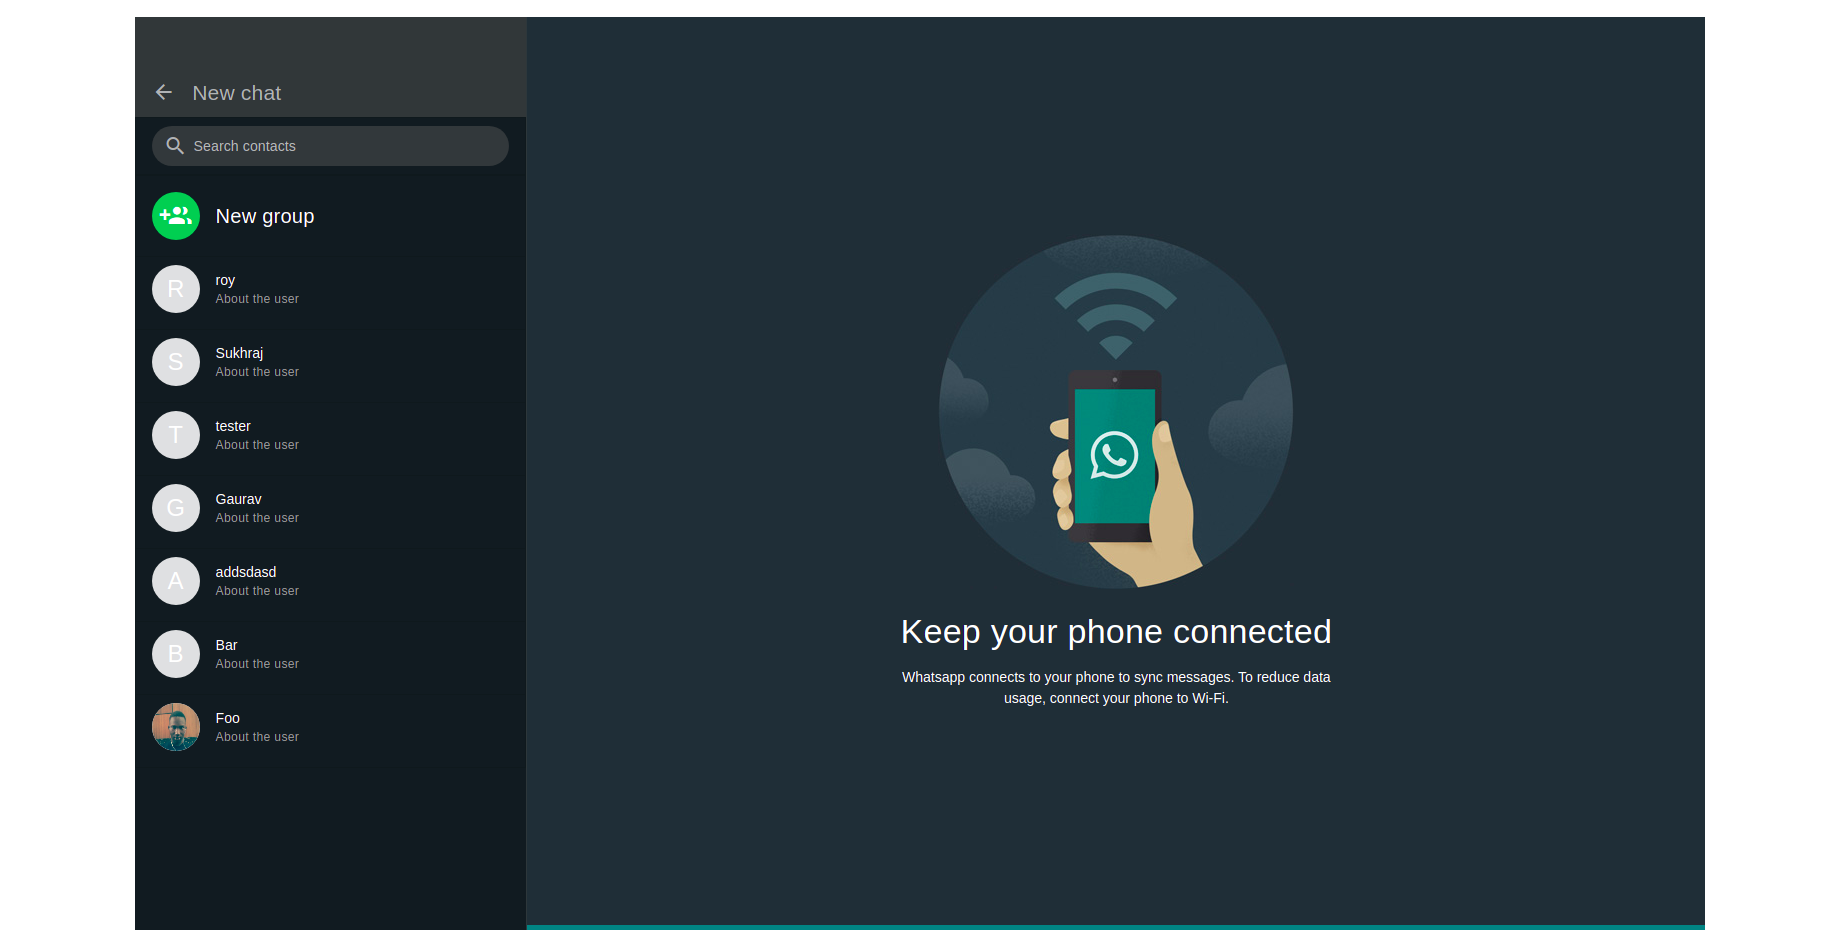 New chat
Search contacts
New group
R
roy
About the user
S
Sukhraj
About the user
T
tester
About the user
G
Gaurav
About the user
A
addsdasd
About the user
B
Bar
About the user
Foo
About the user
Keep your phone connected
Whatsapp connects to your phone to sync messages. To reduce data
usage, connect your phone to Wi-Fi.